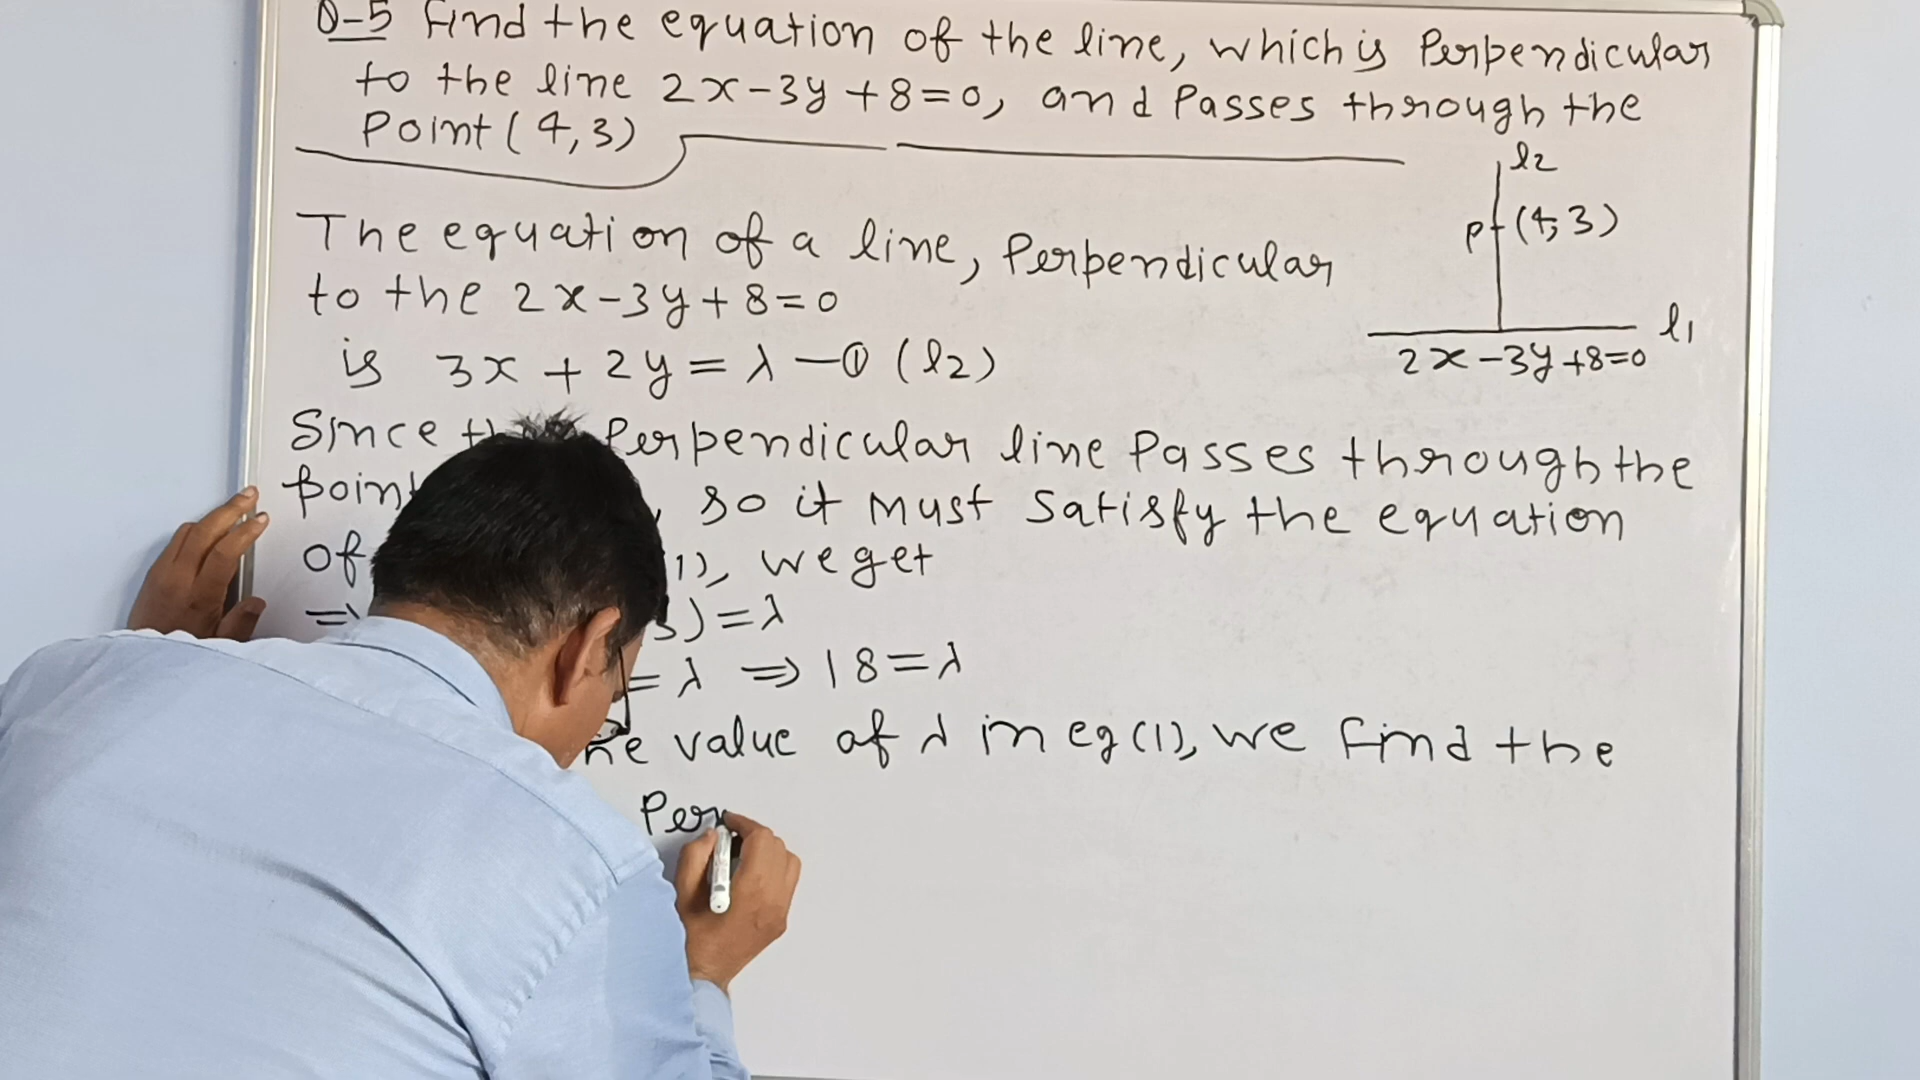 Q-5 Find the equation of the line, which is Perpendicular
to the line 2x-3y+8=0, and Passes through the
Point (4,3)
l2
P (4,3)
l1
2x-3y+8=0
The equation of a line, Perpendicular
to the 2x-3y+8=0
is 3x+2y=λ —① (l2)
Since Perpendicular line Passes through the
point , so it must satisfy the equation
of 1), we get
⇒ 3)=λ
=λ ⇒ 18=λ
value of λ in eq(1), we find the
Per